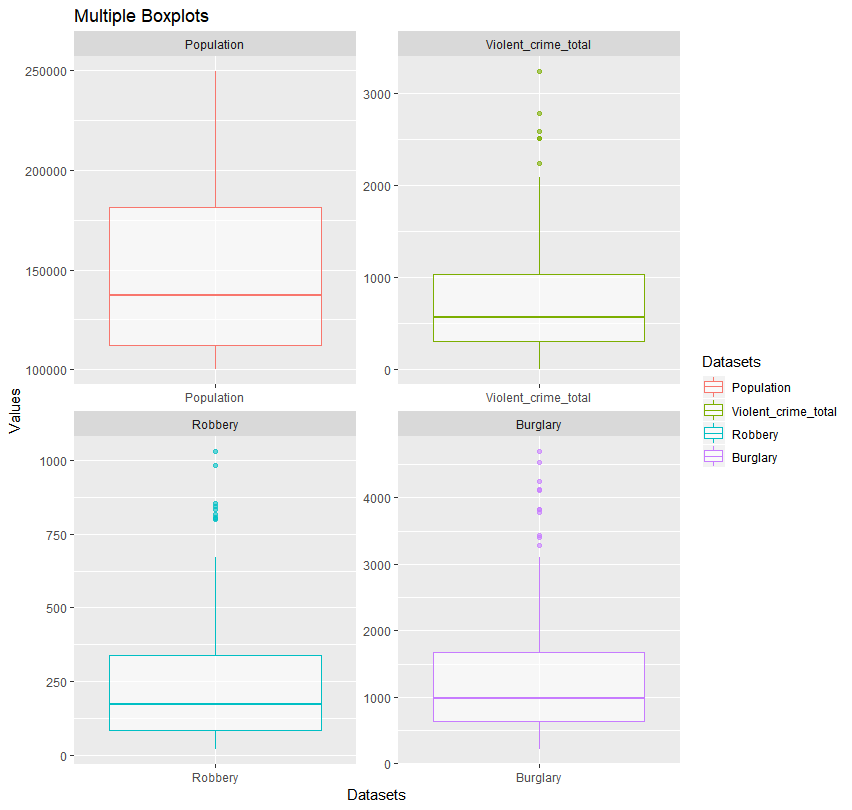 Multiple Boxplots
Population
Violent_crime_total
250000
200000
150000
100000
3000
2000
1000
0
Population
Violent_crime_total
Robbery
Burglary
1000
750
500
250
0
4000
3000
2000
1000
0
Robbery
Burglary
Datasets
Values
Datasets
Population
Violent_crime_total
Robbery
Burglary